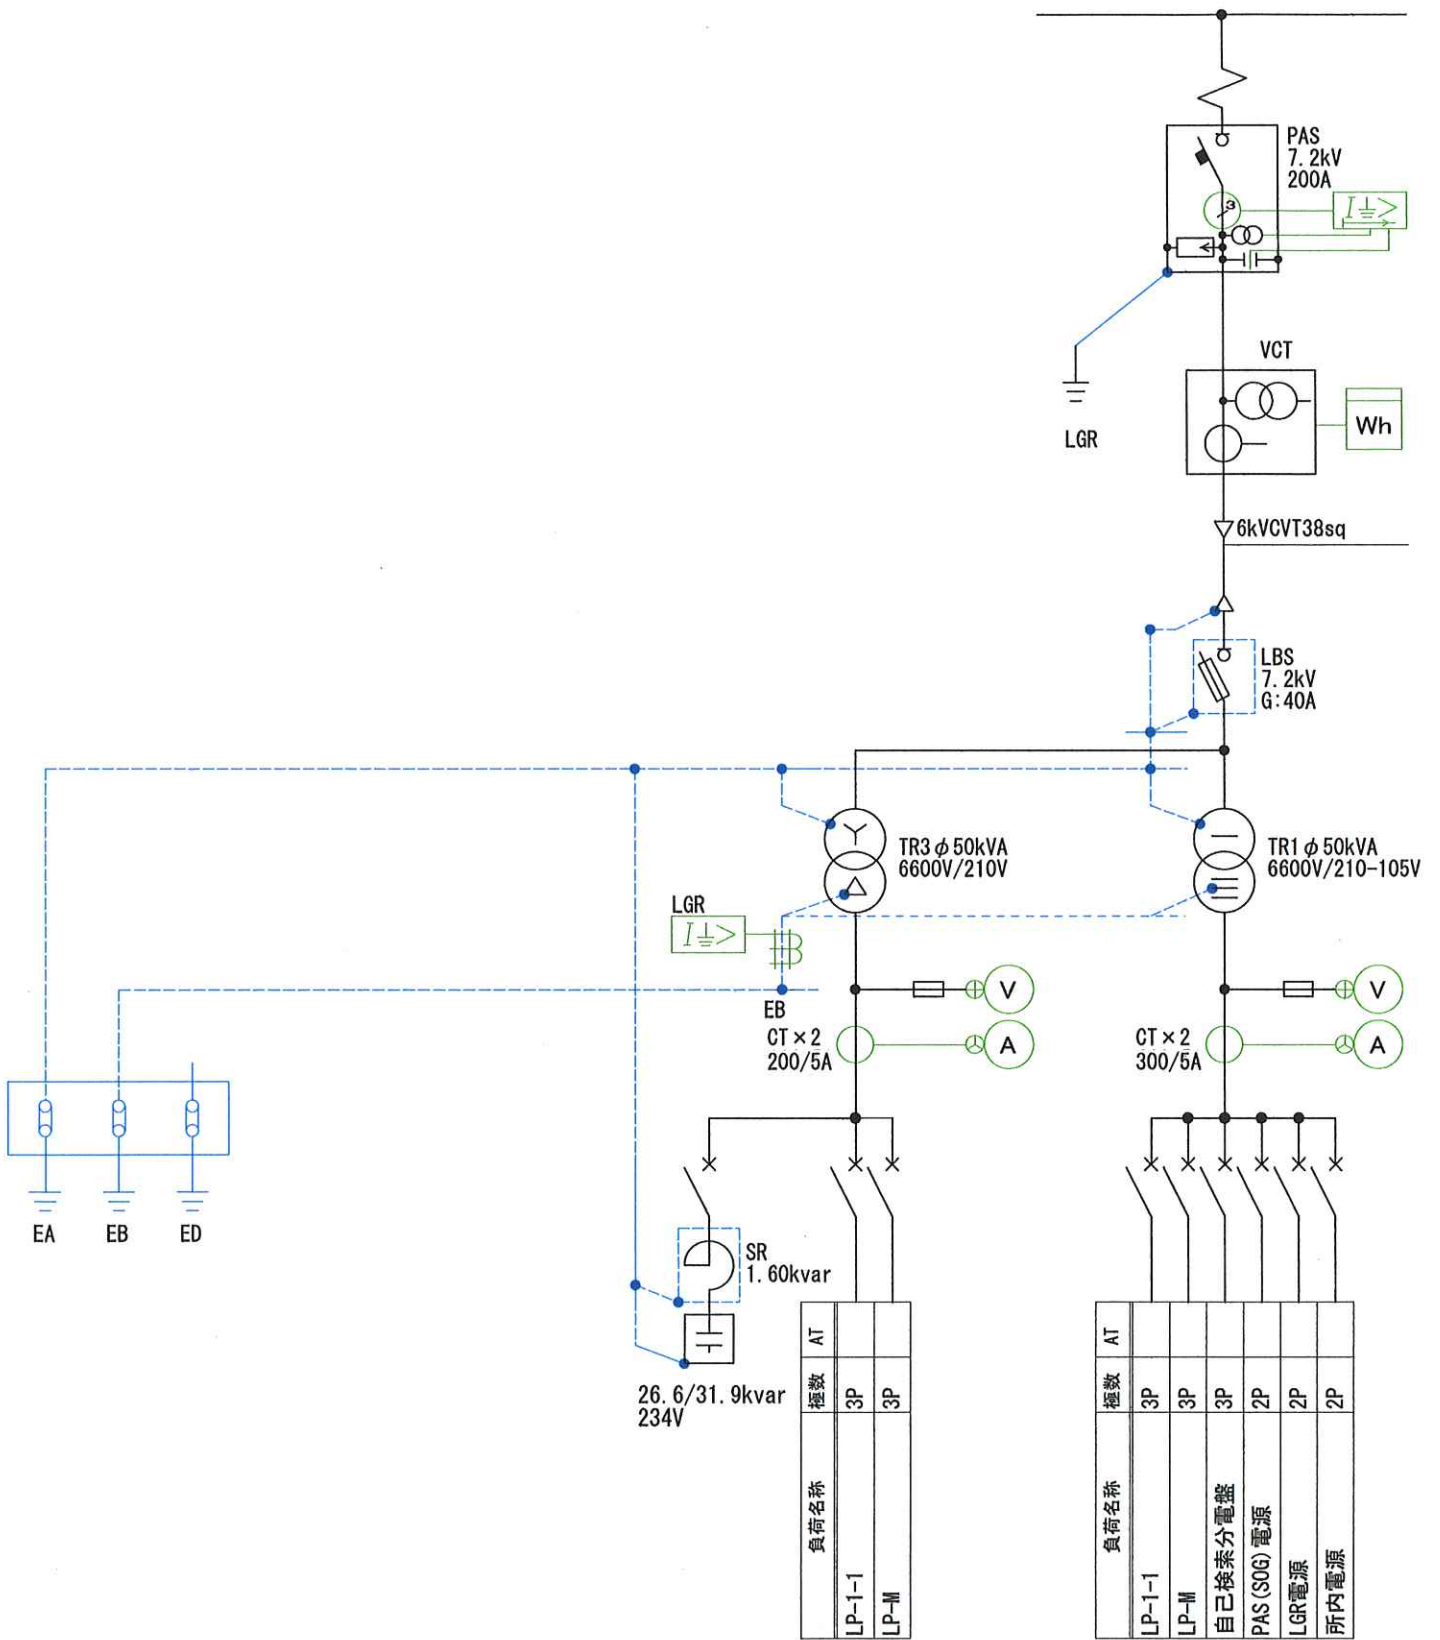 PAS
7.2kV
200A
3
I
LGR
VCT
Wh
6kVCVT38sq
LBS
7.2kV
G:40A
TR3φ50kVA
6600V/210V
TR1φ50kVA
6600V/210-105V
LGR
I
EB
V
V
CT×2
200/5A
A
CT×2
300/5A
A
EA
EB
ED
SR
1.60kvar
26.6/31.9kvar
234V
負荷名称 極数 AT
LP-1-1 3P
LP-M 3P
負荷名称 極数 AT
LP-1-1 3P
LP-M 3P
自己検索分電盤 3P
PAS(SOG)電源 2P
LGR電源 2P
所内電源 2P